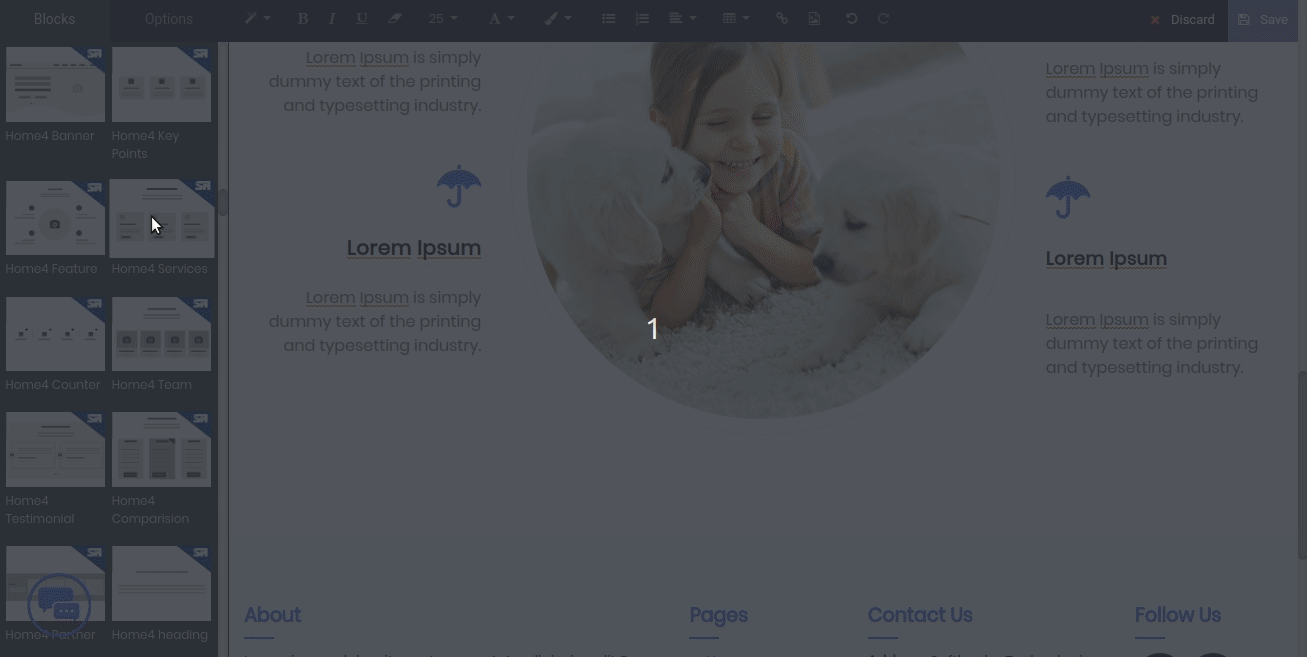 Blocks
Options
B
I
U
25
A
Discard
Save
Home4 Banner
Home4 Key
Points
Home4 Feature
Home4 Services
Home4 Counter
Home4 Team
Home4
Testimonial
Home4
Comparision
Home4 Partner
Home4 heading
Lorem Ipsum is simply
dummy text of the printing
and typesetting industry.
Lorem Ipsum
Lorem Ipsum is simply
dummy text of the printing
and typesetting industry.
1
Lorem Ipsum is simply
dummy text of the printing
and typesetting industry.
Lorem Ipsum
Lorem Ipsum is simply
dummy text of the printing
and typesetting industry.
About
Pages
Contact Us
Follow Us